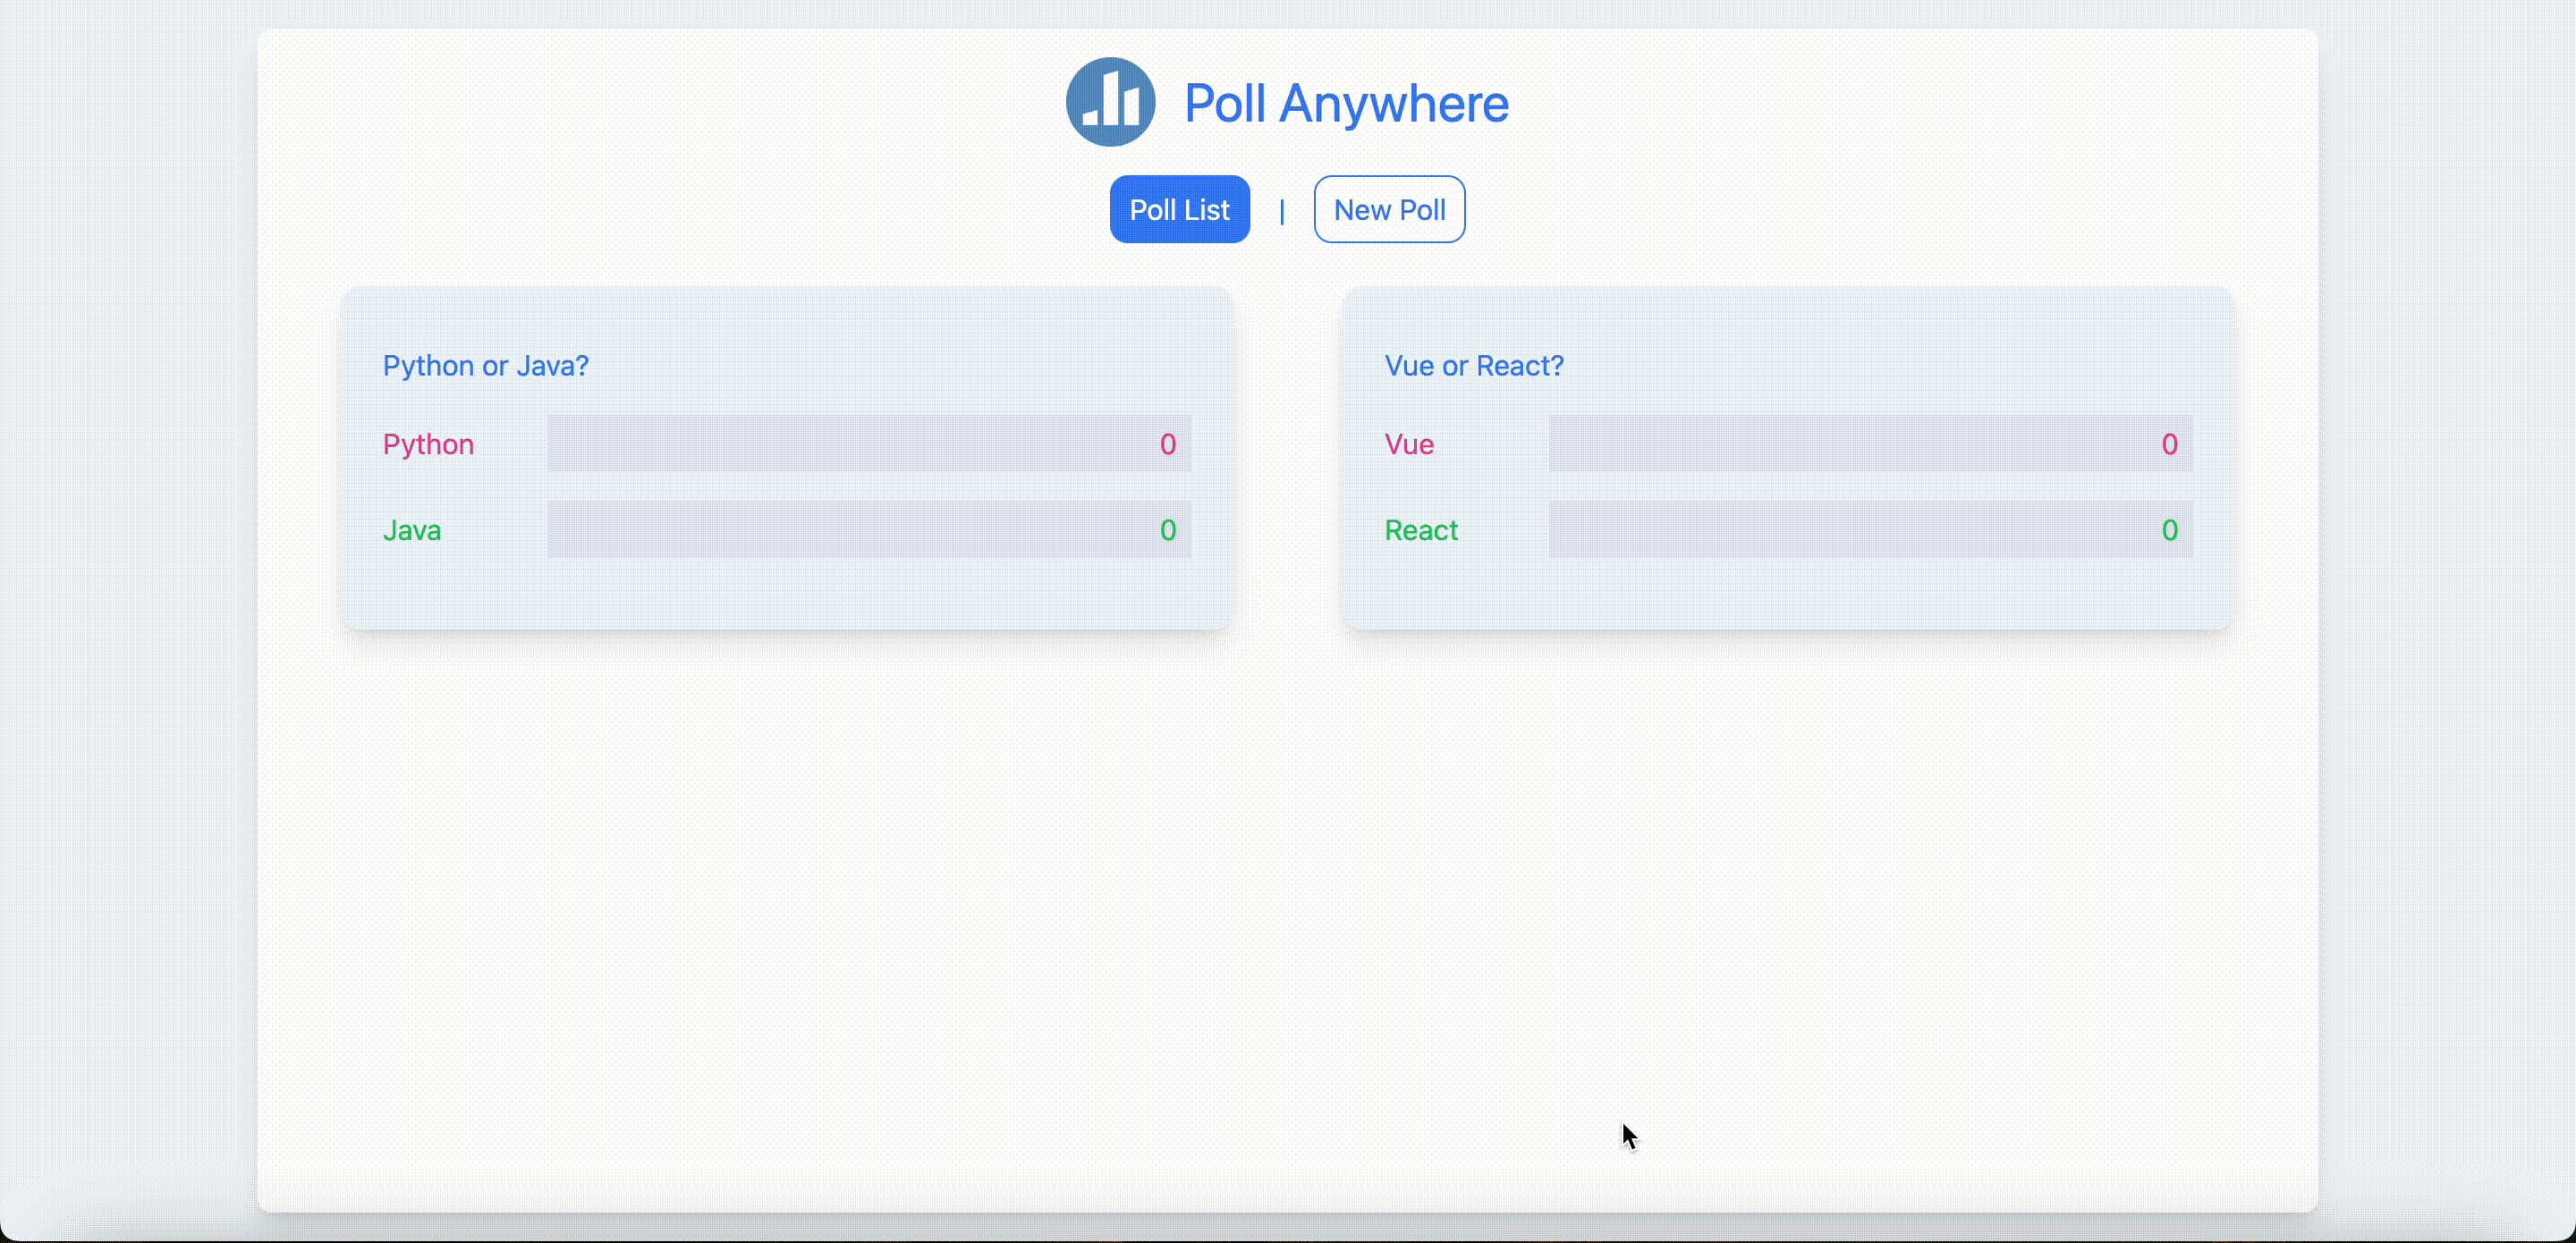 Poll Anywhere
Poll List | New Poll
Python or Java?
Python 0
Java 0
Vue or React?
Vue 0
React 0